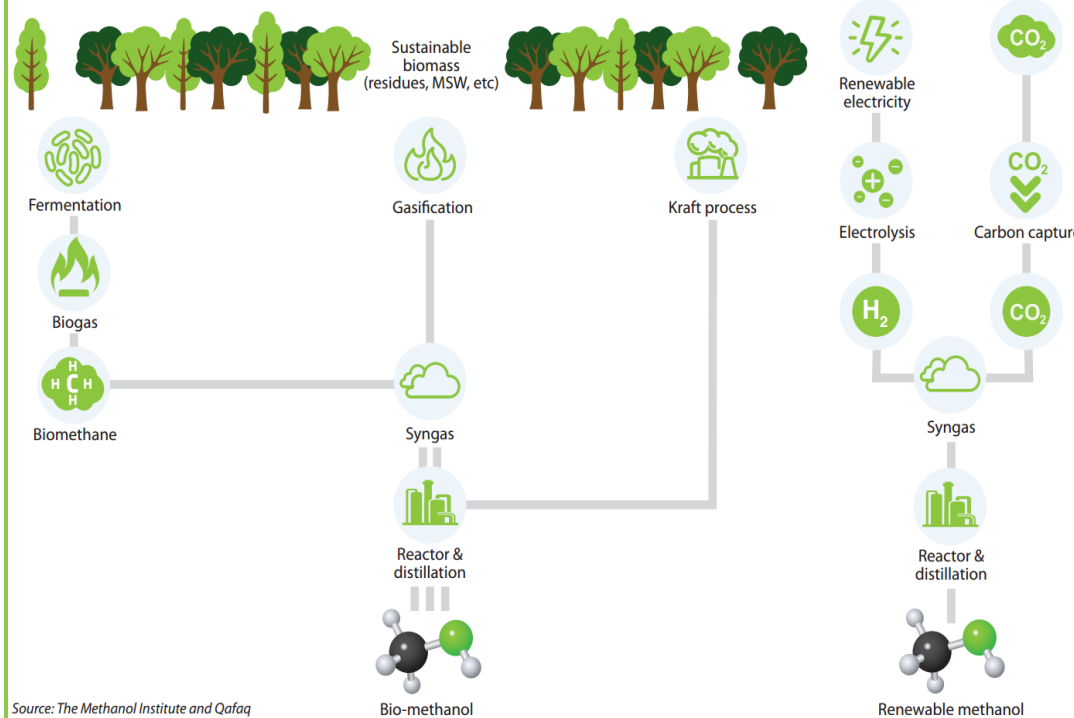 Sustainable
biomass
(residues, MSW, etc)
CO2
Renewable
electricity
Fermentation
Gasification
Kraft process
CO2
Electrolysis
Carbon capture
Biogas
H2
CO2
H
H C H
H
Biomethane
Syngas
Syngas
Reactor &
distillation
Reactor &
distillation
Source: The Methanol Institute and Qafaq
Bio-methanol
Renewable methanol